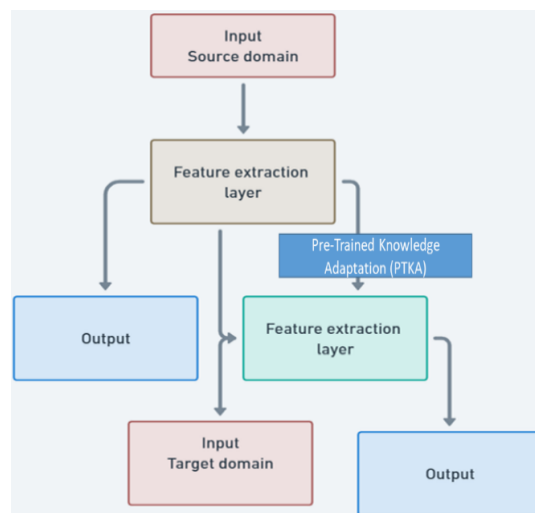 Input
Source domain
Feature extraction
layer
Pre-Trained Knowledge
Adaptation (PTKA)
Output
Feature extraction
layer
Input
Target domain
Output